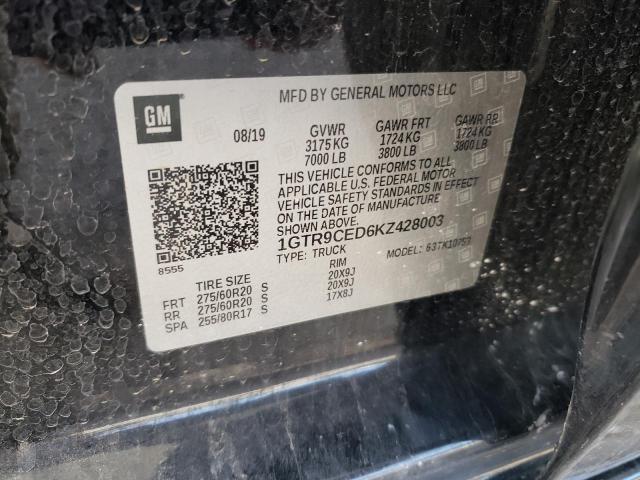 GM
MFD BY GENERAL MOTORS LLC
08/19 GVWR GAWR FRT GAWR RR
3175 KG 1724 KG 1724 KG
7000 LB 3800 LB 3800 LB
THIS VEHICLE CONFORMS TO ALL
APPLICABLE U.S. FEDERAL MOTOR
VEHICLE SAFETY STANDARDS IN EFFECT
ON THE DATE OF MANUFACTURE
SHOWN ABOVE.
1GTR9CED6KZ428003
TYPE: TRUCK MODEL: 63TK10753
8555
TIRE SIZE RIM
FRT 275/60R20 S 20X9J
RR 275/60R20 S 20X9J
SPA 255/80R17 S 17X8J